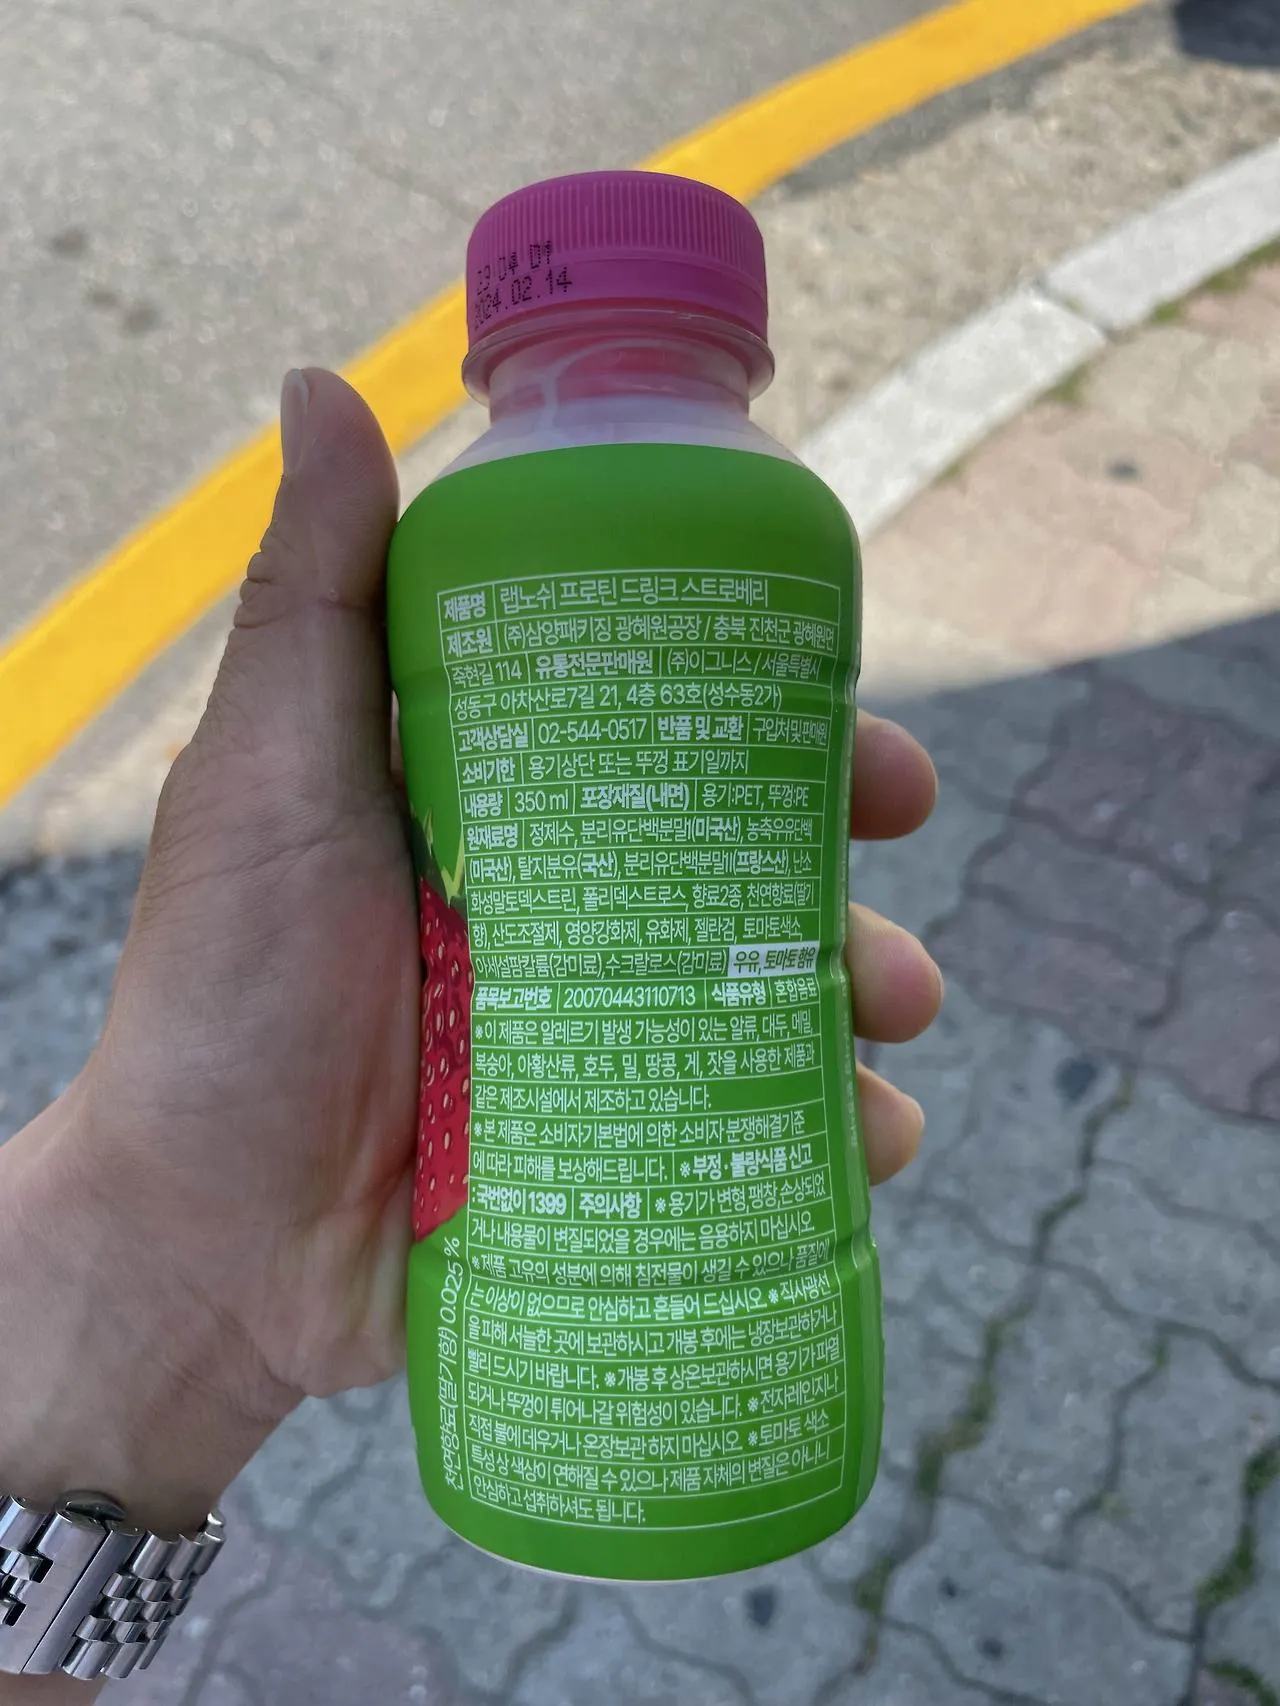 23 04 01
2024.02.14
제품명 랩노쉬 프로틴 드링크 스트로베리
제조원 (주)삼양패키징 광혜원공장 / 충북 진천군 광혜원면
죽현길 114 유통전문판매원 (주)이그니스 / 서울특별시
성동구 아차산로7길 21, 4층 63호(성수동2가)
고객상담실 02-544-0517 반품 및 교환 구입처 및 판매원
소비기한 용기상단 또는 뚜껑 표기일까지
내용량 350 ml 포장재질(내면) 용기:PET, 뚜껑:PE
원재료명 정제수, 분리유단백분말I(미국산), 농축우유단백
(미국산), 탈지분유(국산), 분리유단백분말II(프랑스산), 난소
화성말토덱스트린, 폴리덱스트로스, 향료2종, 천연향료(딸기
향), 산도조절제, 영양강화제, 유화제, 젤란검, 토마토색소,
아세설팜칼륨(감미료), 수크랄로스(감미료) 우유, 토마토 함유
품목보고번호 20070443110713 식품유형 혼합음료
※이 제품은 알레르기 발생 가능성이 있는 알류, 대두, 메밀,
복숭아, 아황산류, 호두, 밀, 땅콩, 게, 잣을 사용한 제품과
같은 제조시설에서 제조하고 있습니다.
※본 제품은 소비자기본법에 의한 소비자 분쟁해결기준
에 따라 피해를 보상해드립니다. ※부정·불량식품 신고
: 국번없이 1399 주의사항 ※용기가 변형, 팽창, 손상되었
거나 내용물이 변질되었을 경우에는 음용하지 마십시오.
※제품 고유의 성분에 의해 침전물이 생길 수 있으나 품질에
는 이상이 없으므로 안심하고 흔들어 드십시오. ※직사광선
을 피해 서늘한 곳에 보관하시고 개봉 후에는 냉장보관하거나
빨리 드시기 바랍니다. ※개봉 후 상온보관하시면 용기가 파열
되거나 뚜껑이 튀어나갈 위험성이 있습니다. ※전자레인지나
직접 불에 데우거나 온장보관 하지 마십시오. ※토마토 색소
특성 상 색상이 연해질 수 있으나 제품 자체의 변질은 아니니
안심하고 섭취하셔도 됩니다.
천연향료(딸기향) 0.025 %